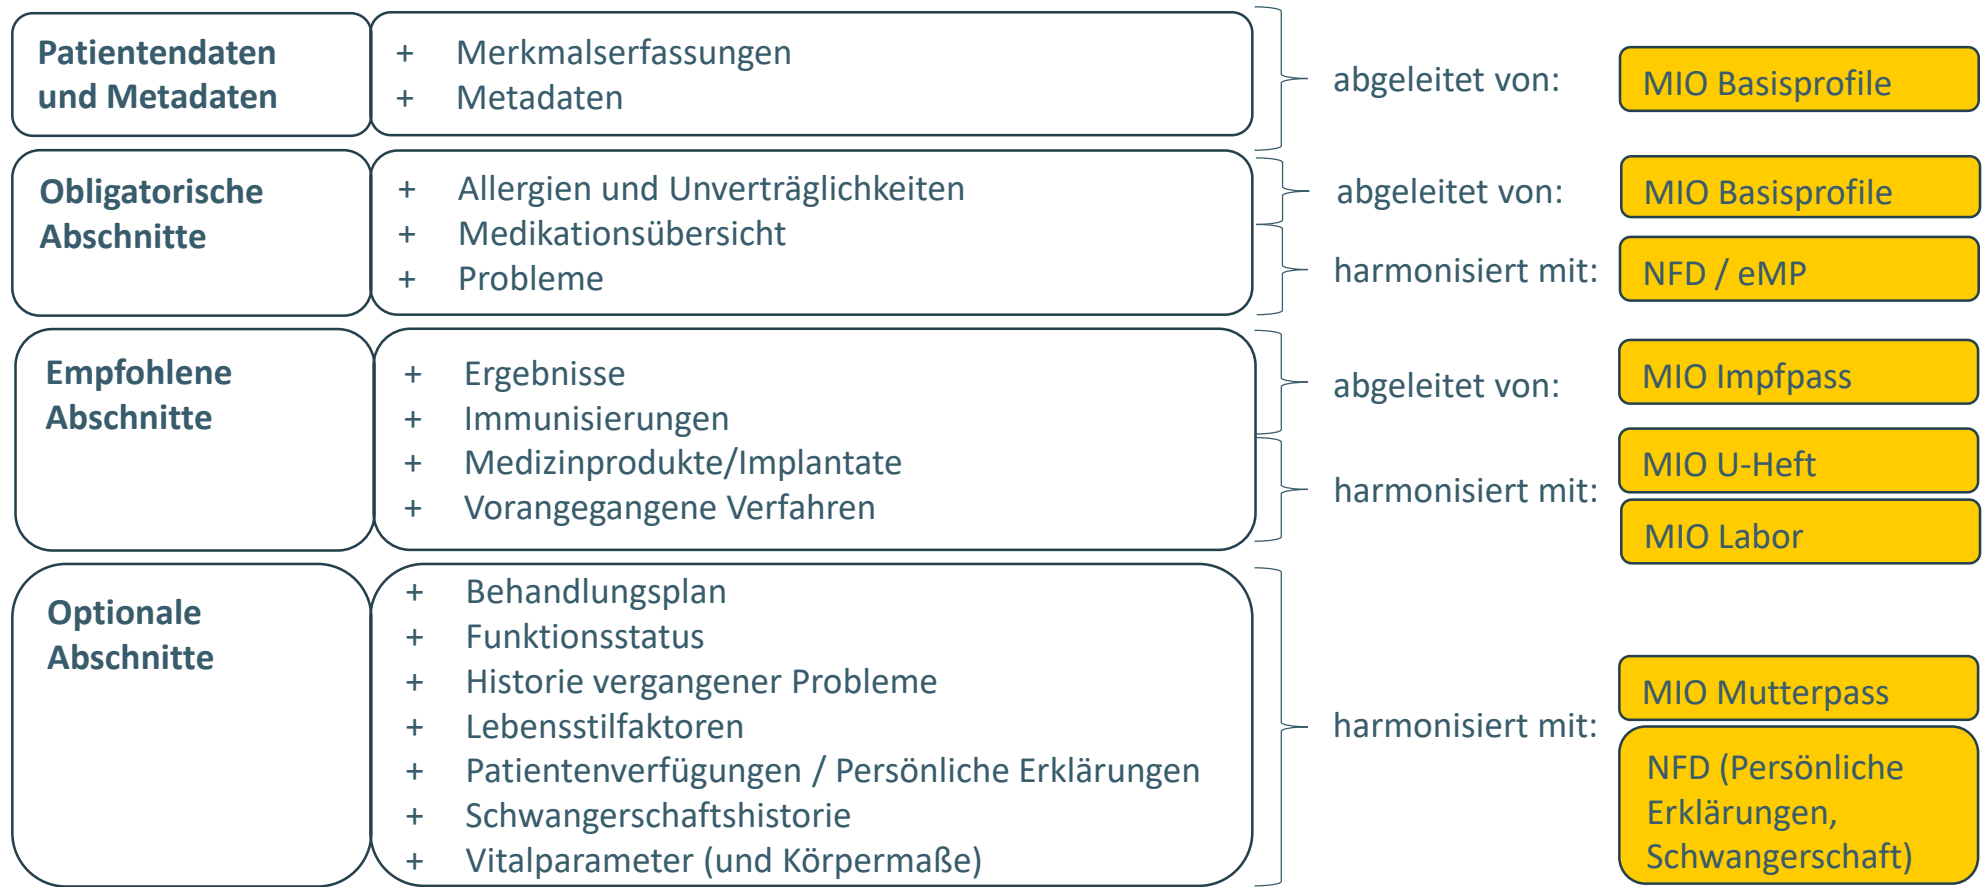 Patientendaten
und Metadaten
+ Merkmalserfassungen
+ Metadaten
abgeleitet von:
MIO Basisprofile
Obligatorische
Abschnitte
+ Allergien und Unverträglichkeiten
+ Medikationsübersicht
+ Probleme
abgeleitet von:
MIO Basisprofile
harmonisiert mit:
NFD / eMP
Empfohlene
Abschnitte
+ Ergebnisse
+ Immunisierungen
+ Medizinprodukte/Implantate
+ Vorangegangene Verfahren
abgeleitet von:
MIO Impfpass
harmonisiert mit:
MIO U-Heft
MIO Labor
Optionale
Abschnitte
+ Behandlungsplan
+ Funktionsstatus
+ Historie vergangener Probleme
+ Lebensstilfaktoren
+ Patientenverfügungen / Persönliche Erklärungen
+ Schwangerschaftshistorie
+ Vitalparameter (und Körpermaße)
harmonisiert mit:
MIO Mutterpass
NFD (Persönliche
Erklärungen,
Schwangerschaft)